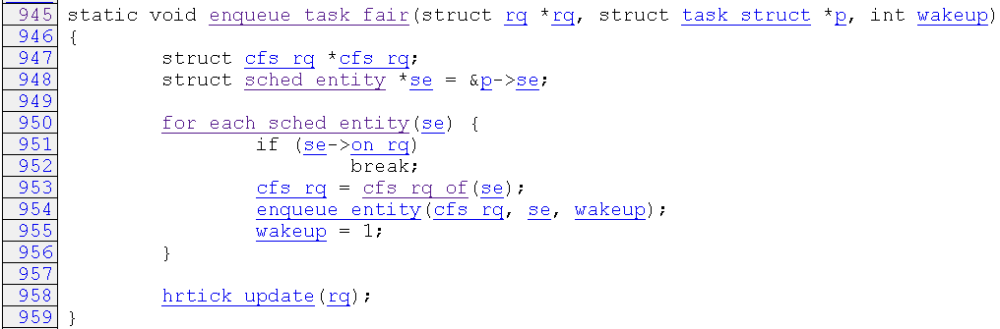 945 static void enqueue_task_fair(struct rq *rq, struct task_struct *p, int wakeup)
946 {
947         struct cfs_rq *cfs_rq;
948         struct sched_entity *se = &p->se;
949
950         for_each_sched_entity(se) {
951                 if (se->on_rq)
952                         break;
953                 cfs_rq = cfs_rq_of(se);
954                 enqueue_entity(cfs_rq, se, wakeup);
955                 wakeup = 1;
956         }
957
958         hrtick_update(rq);
959 }